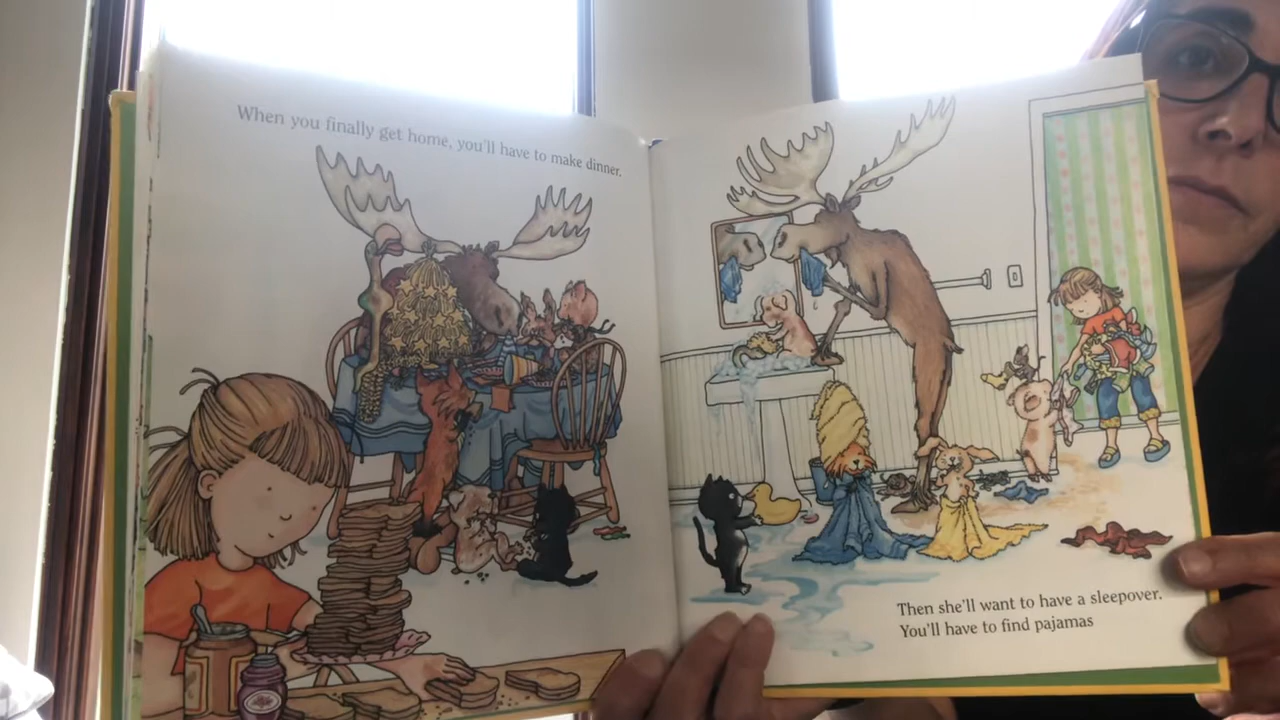 When you finally get home, you'll have to make dinner.
Then she'll want to have a sleepover.
You'll have to find pajamas